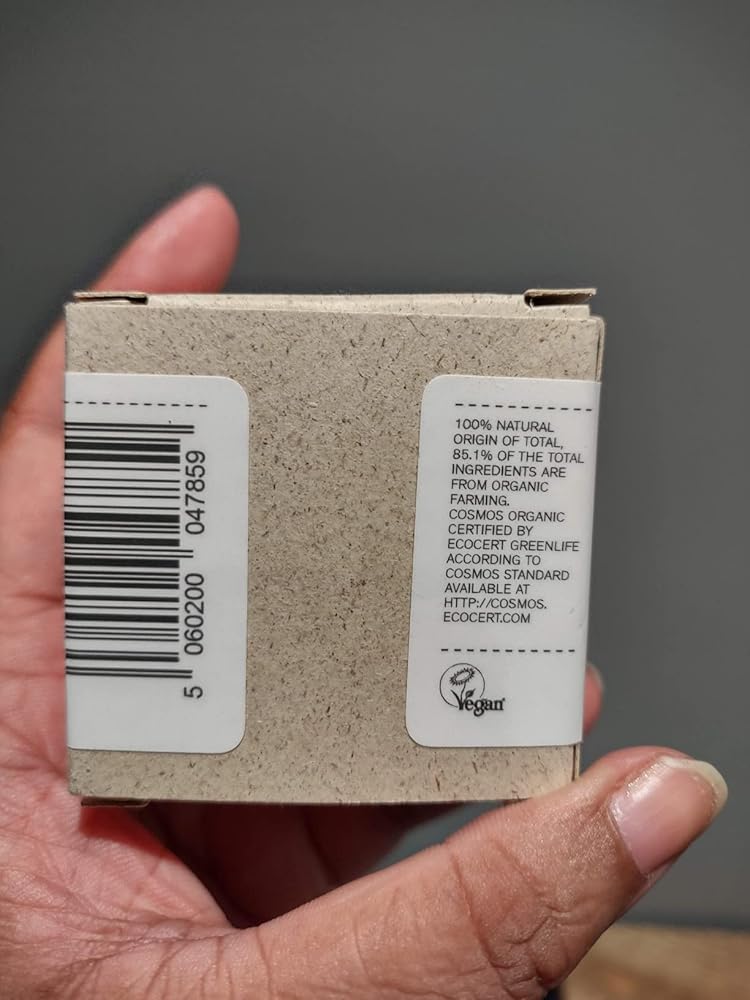 5 060200 047859
100% NATURAL
ORIGIN OF TOTAL,
85.1% OF THE TOTAL
INGREDIENTS ARE
FROM ORGANIC
FARMING.
COSMOS ORGANIC
CERTIFIED BY
ECOCERT GREENLIFE
ACCORDING TO
COSMOS STANDARD
AVAILABLE AT
HTTP://COSMOS.
ECOCERT.COM
Vegan